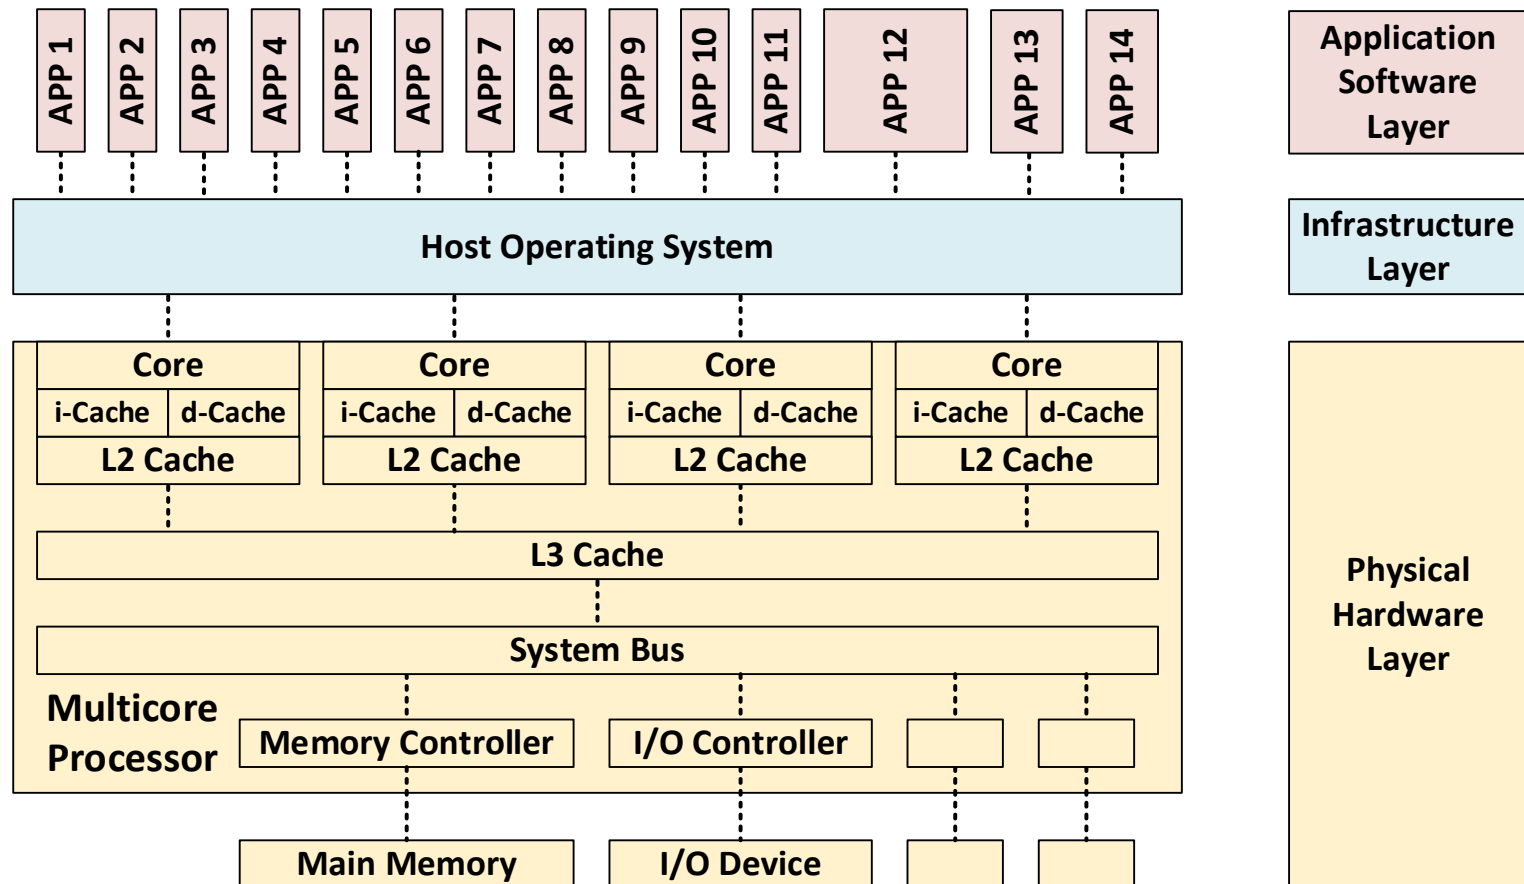 APP 1
APP 2
APP 3
APP 4
APP 5
APP 6
APP 7
APP 8
APP 9
APP 10
APP 11
APP 12
APP 13
APP 14
Application
Software
Layer
Host Operating System
Infrastructure
Layer
Core
Core
Core
Core
i-Cache d-Cache
i-Cache d-Cache
i-Cache d-Cache
i-Cache d-Cache
L2 Cache
L2 Cache
L2 Cache
L2 Cache
L3 Cache
System Bus
Multicore
Processor
Memory Controller
I/O Controller
Main Memory
I/O Device
Physical
Hardware
Layer